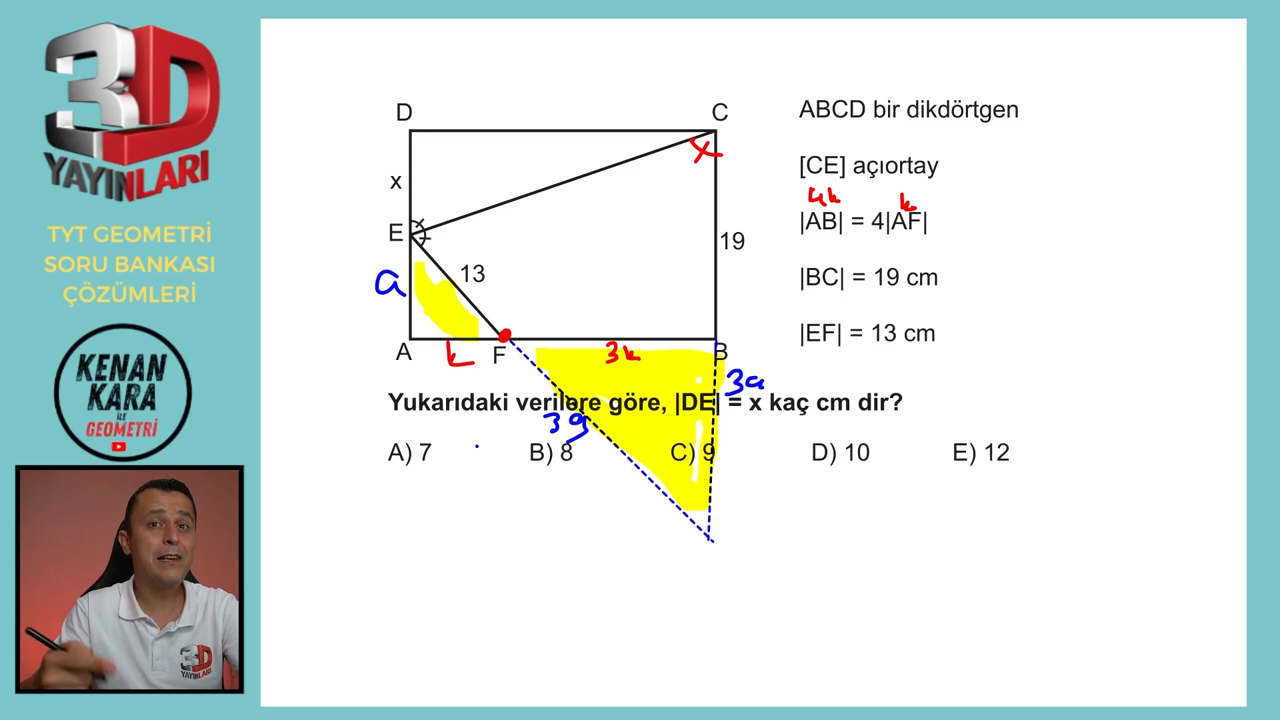 3D
YAYINLARI
TYT GEOMETRİ
SORU BANKASI
ÇÖZÜMLERİ
KENAN
KARA
İLE
GEOMETRİ
3D
YAYINLARI
D
C
x
E
a
13
19
A
k
F
3k
B
3a
39
x
ABCD bir dikdörtgen
[CE] açıortay
4k k
|AB| = 4|AF|
|BC| = 19 cm
|EF| = 13 cm
Yukarıdaki verilere göre, |DE| = x kaç cm dir?
A) 7 B) 8 C) 9 D) 10 E) 12